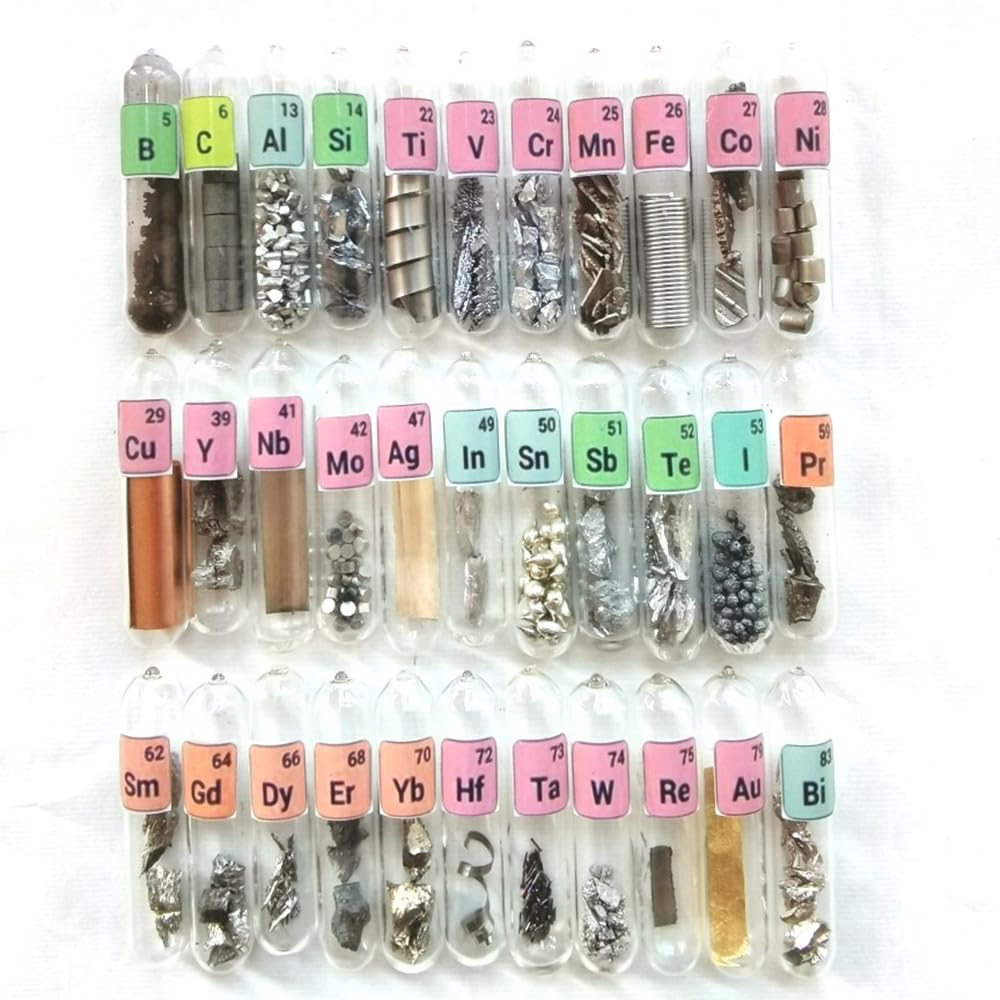 5
B
6
C
13
Al
14
Si
22
Ti
23
V
24
Cr
25
Mn
26
Fe
27
Co
28
Ni
29
Cu
39
Y
41
Nb
42
Mo
47
Ag
49
In
50
Sn
51
Sb
52
Te
53
I
59
Pr
62
Sm
64
Gd
66
Dy
68
Er
70
Yb
72
Hf
73
Ta
74
W
75
Re
79
Au
83
Bi